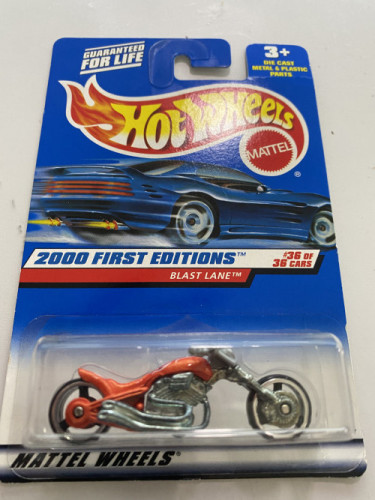 GUARANTEED
FOR LIFE
3+
DIE CAST
METAL & PLASTIC
PARTS
Hot Wheels
MATTEL
®
2000 FIRST EDITIONS™
BLAST LANE™
#36 OF
36 CARS
MATTEL WHEELS®